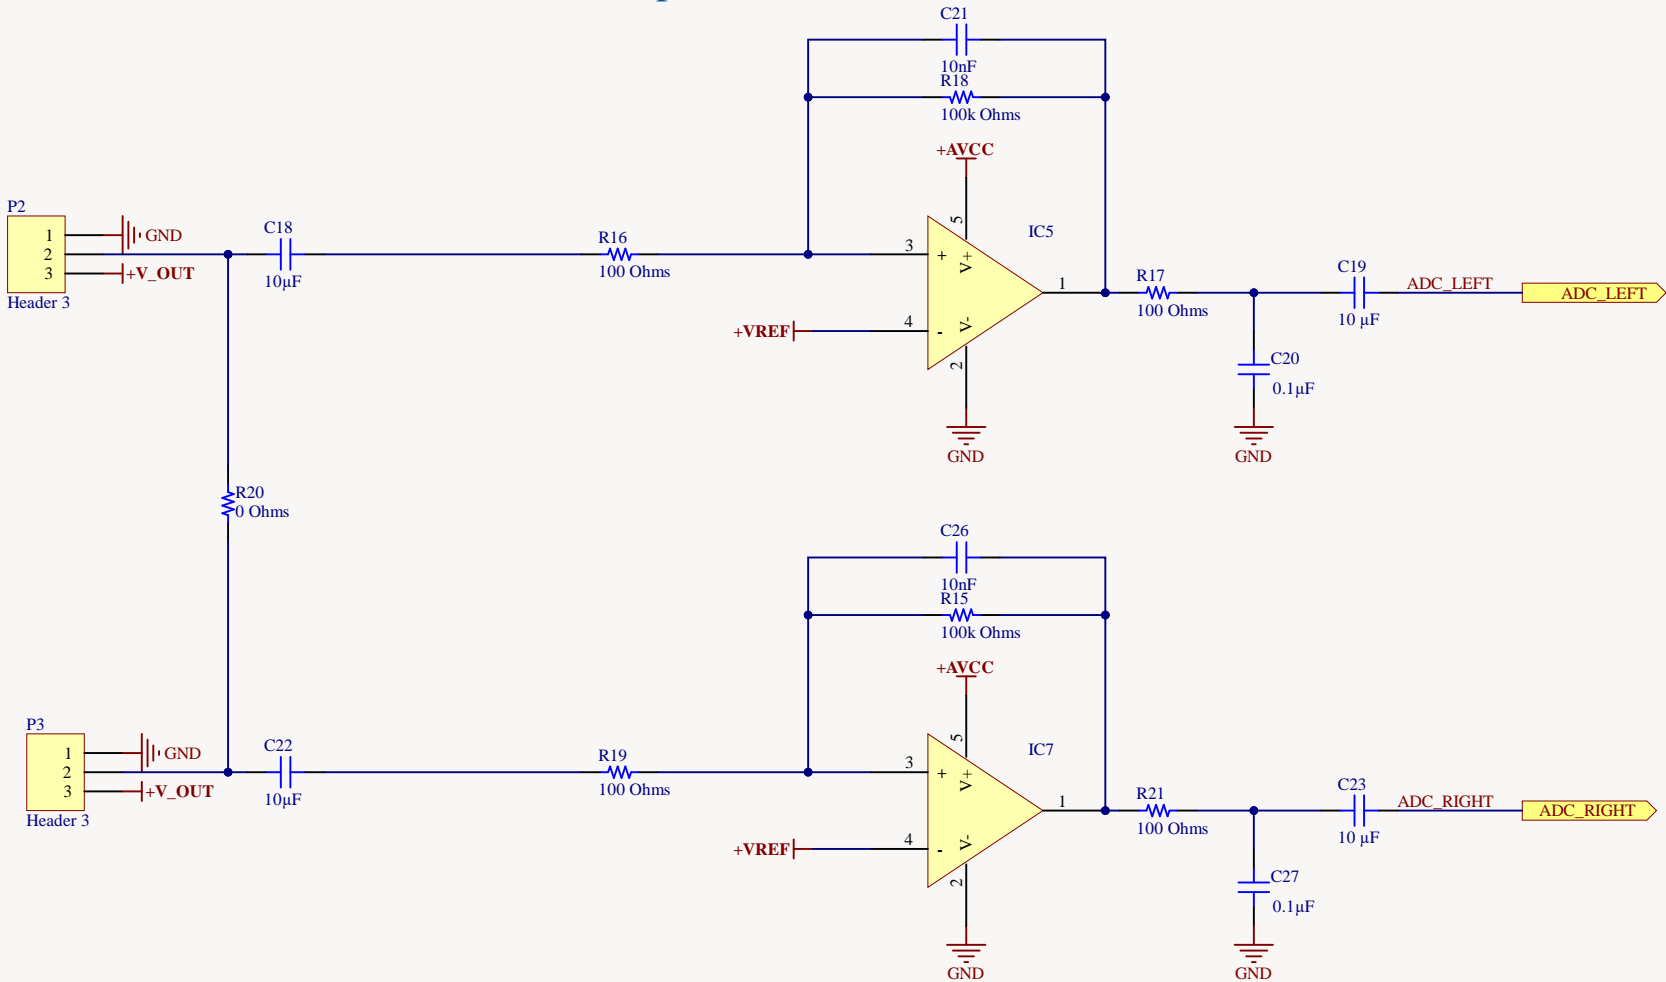 C21
10nF
R18
100k Ohms
+AVCC
P2
1
GND
2
3
+V_OUT
Header 3
C18
10µF
R16
100 Ohms
3
+
5
V+
IC5
1
+VREF
4
-
V-
2
GND
R17
100 Ohms
C19
10 µF
ADC_LEFT
ADC_LEFT
C20
0.1µF
GND
R20
0 Ohms
C26
10nF
R15
100k Ohms
+AVCC
P3
1
GND
2
3
+V_OUT
Header 3
C22
10µF
R19
100 Ohms
3
+
5
V+
IC7
1
+VREF
4
-
V-
2
GND
R21
100 Ohms
C23
10 µF
ADC_RIGHT
ADC_RIGHT
C27
0.1µF
GND